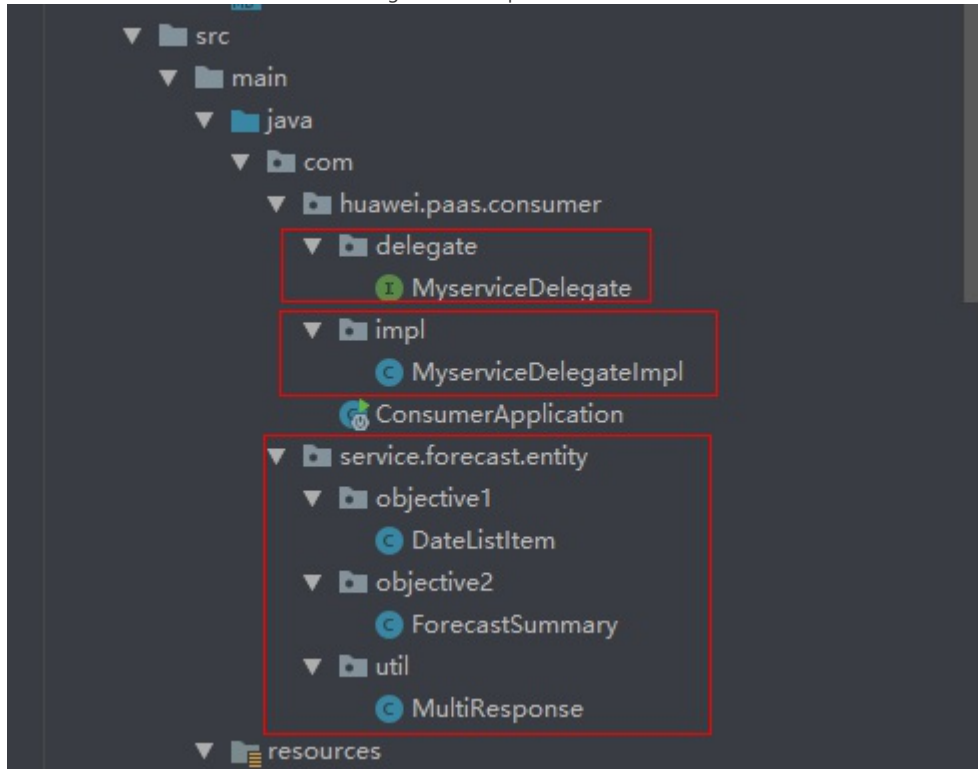 src
main
java
com
huawei.paas.consumer
delegate
MyserviceDelegate
impl
MyserviceDelegateImpl
ConsumerApplication
service.forecast.entity
objective1
DateListItem
objective2
ForecastSummary
util
MultiResponse
resources